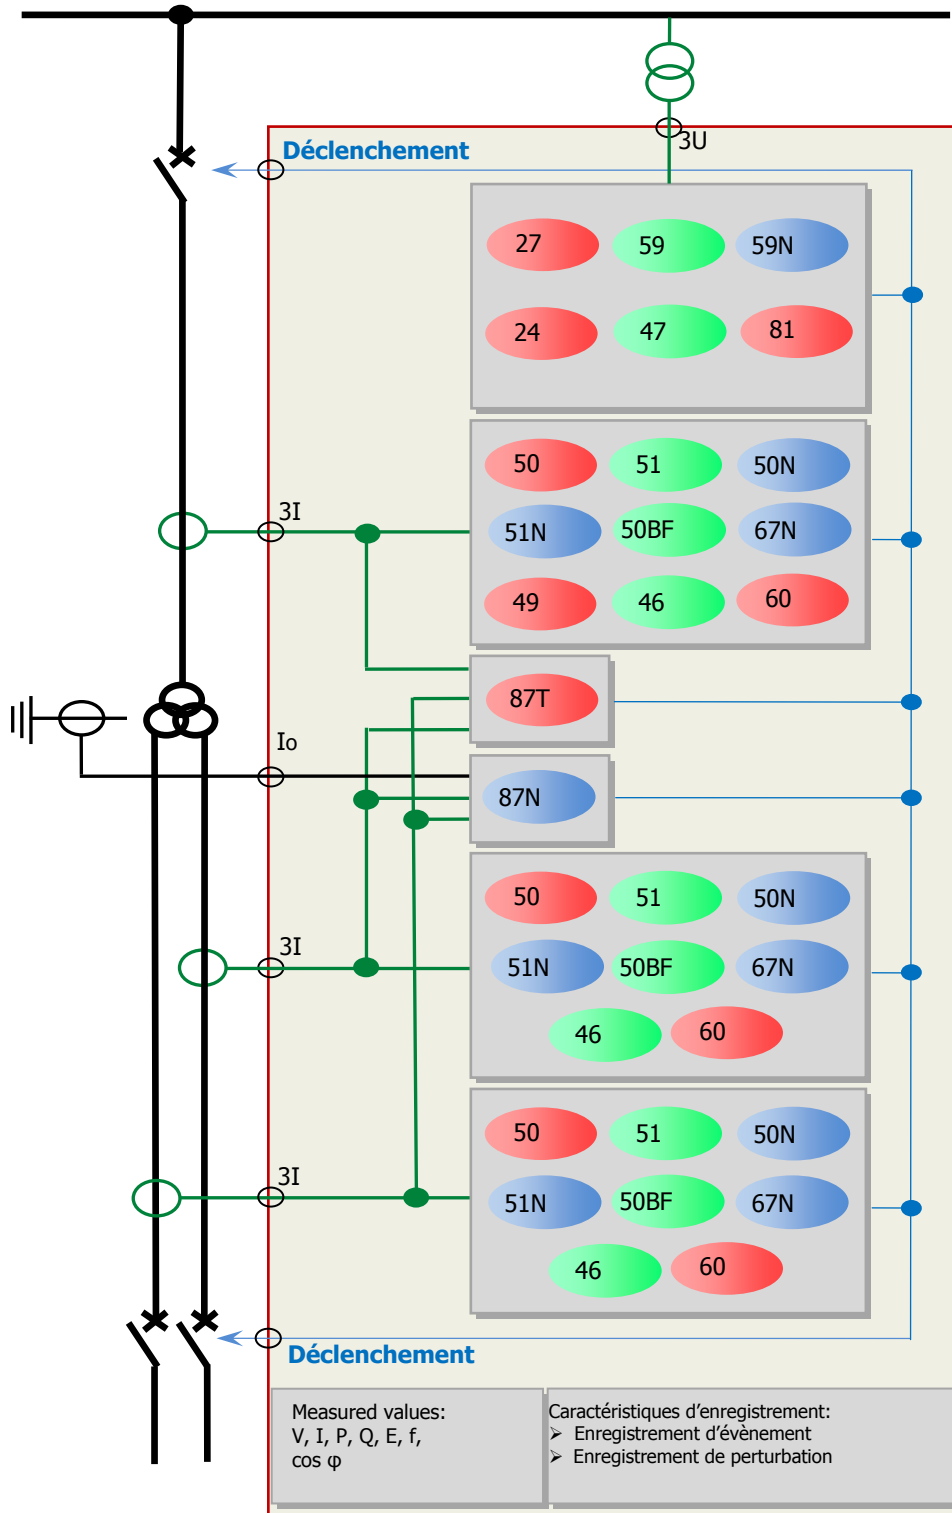 3U
Déclenchement
27 59 59N
24 47 81
50 51 50N
3I
51N 50BF 67N
49 46 60
87T
Io
87N
50 51 50N
3I
51N 50BF 67N
46 60
50 51 50N
3I
51N 50BF 67N
46 60
Déclenchement
Measured values:
V, I, P, Q, E, f,
cos φ
Caractéristiques d’enregistrement:
➢ Enregistrement d’évènement
➢ Enregistrement de perturbation